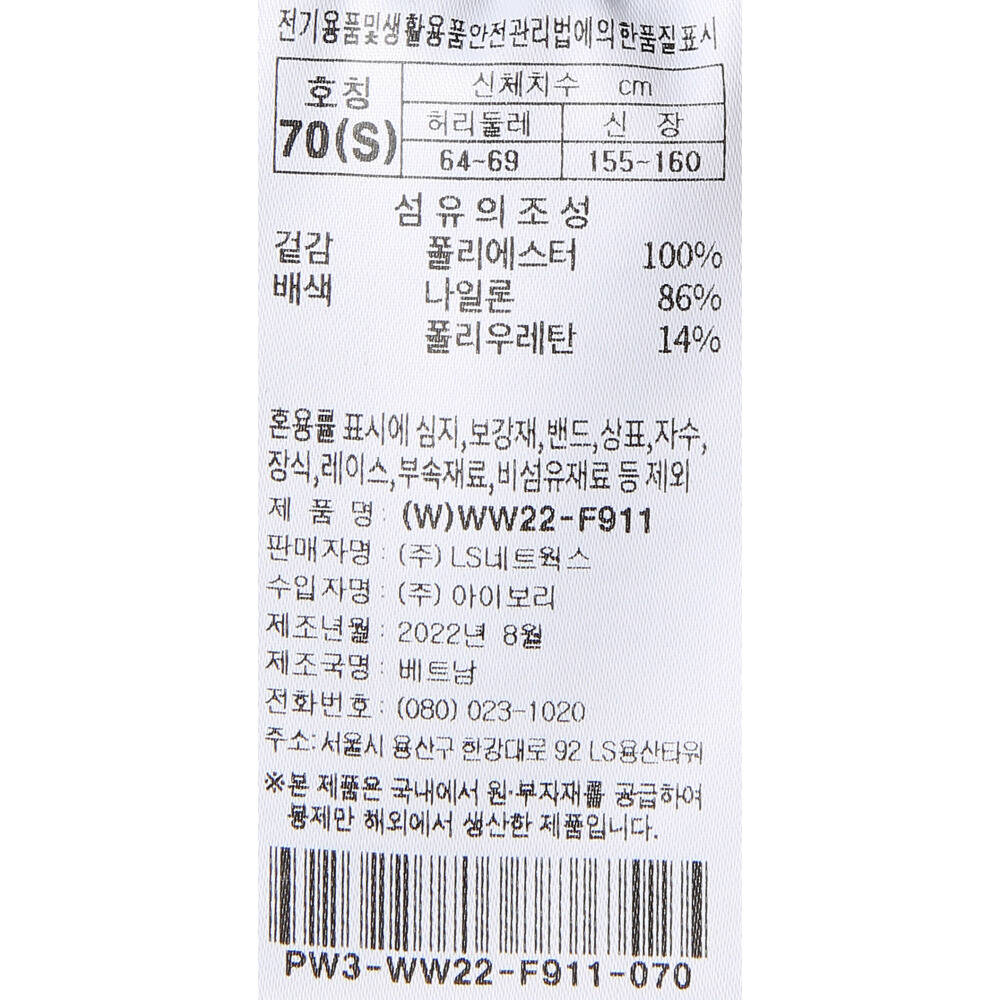 전기용품및생활용품안전관리법에의한품질표시
호칭 신체치수 cm
허리둘레 신 장
70(S) 64~69 155~160
섬유의조성
겉감 폴리에스터 100%
배색 나일론 86%
폴리우레탄 14%
혼용률 표시에 심지,보강재,밴드,상표,자수,
장식,레이스,부속재료,비섬유재료 등 제외
제 품 명 : (W)WW22-F911
판매자명 : (주) LS네트웍스
수입자명 : (주) 아이보리
제조년월 : 2022년 8월
제조국명 : 베트남
전화번호 : (080) 023-1020
주소:서울시 용산구 한강대로 92 LS용산타워
※본 제품은 국내에서 원·부자재를 공급하여
봉제만 해외에서 생산한 제품입니다.
PW3-WW22-F911-070